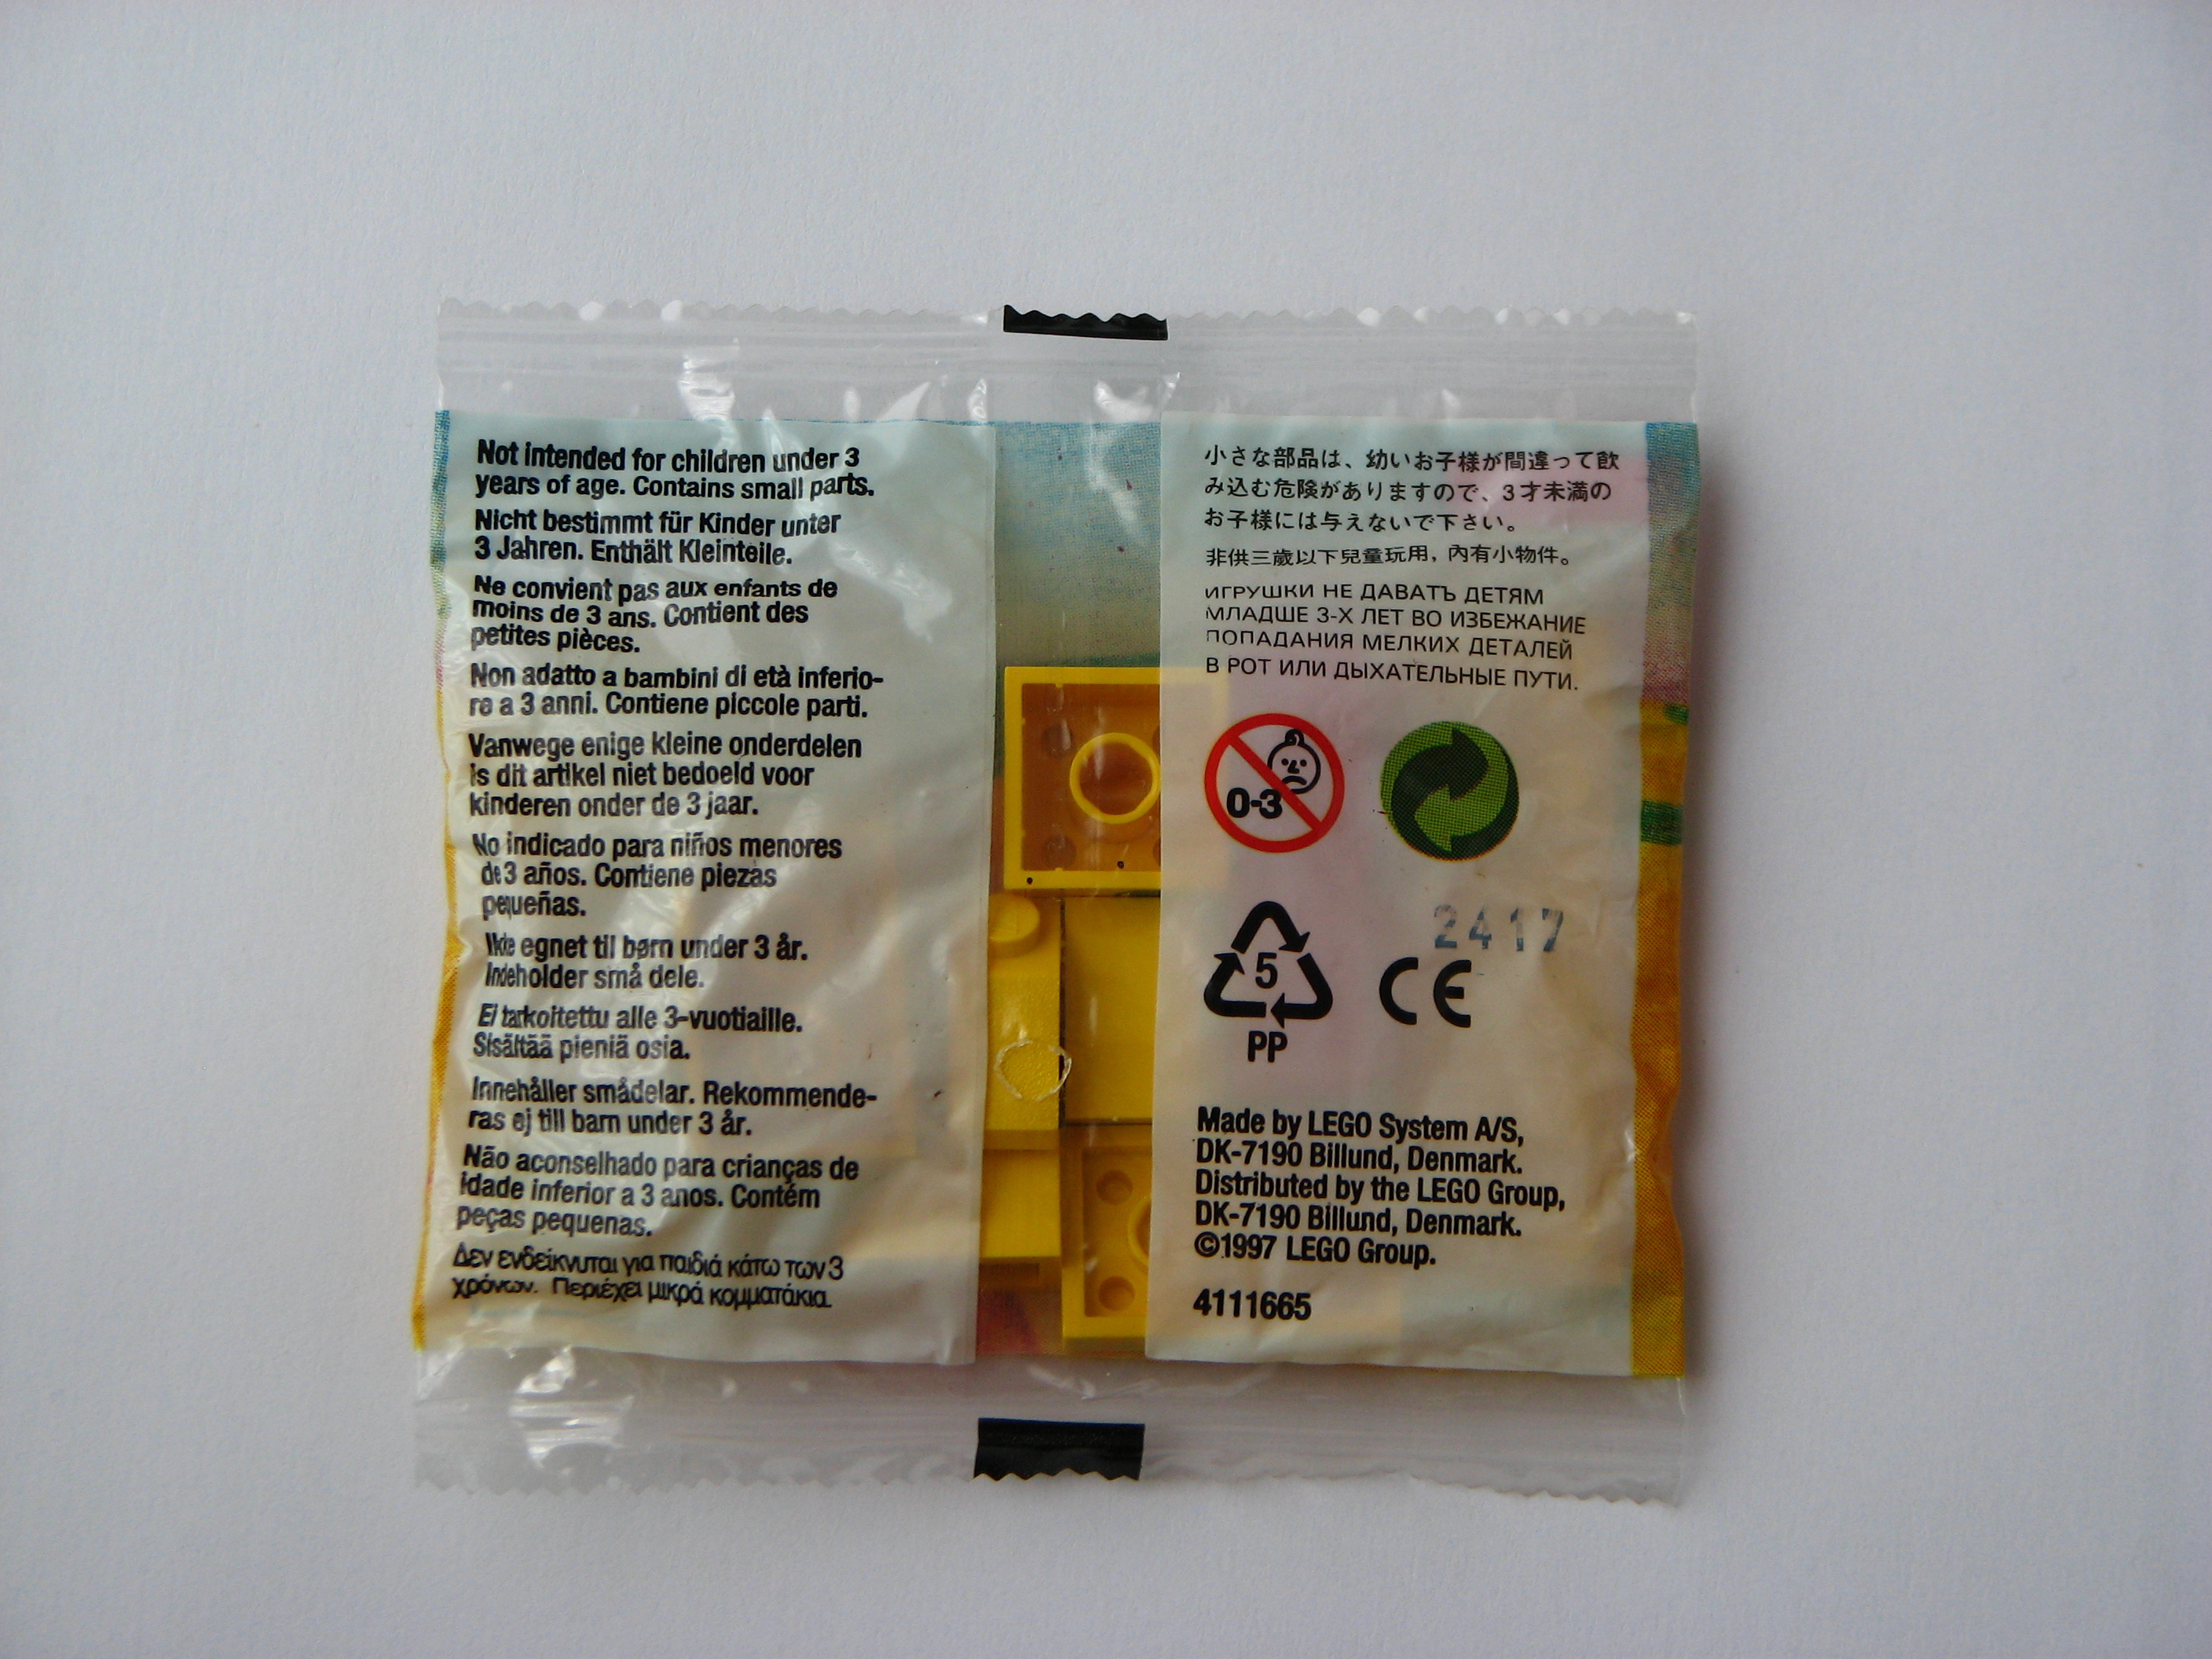 Not intended for children under 3
years of age. Contains small parts.
Nicht bestimmt für Kinder unter
3 Jahren. Enthält Kleinteile.
Ne convient pas aux enfants de
moins de 3 ans. Contient des
petites pièces.
Non adatto a bambini di età inferio-
re a 3 anni. Contiene piccole parti.
Vanwege enige kleine onderdelen
is dit artikel niet bedoeld voor
kinderen onder de 3 jaar.
No indicado para niños menores
de 3 años. Contiene piezas
pequeñas.
Ikke egnet til børn under 3 år.
Indeholder små dele.
Ei tarkoitettu alle 3-vuotiaille.
Sisältää pieniä osia.
Innehåller smådelar. Rekommende-
ras ej till barn under 3 år.
Não aconselhado para crianças de
idade inferior a 3 anos. Contém
peças pequenas.
Δεν ενδείκνυται για παιδιά κάτω των 3
χρόνων. Περιέχει μικρά κομματάκια.
小さな部品は、幼いお子様が間違って飲
み込む危険がありますので、3才未満の
お子様には与えないで下さい。
非供三歲以下兒童玩用，內有小物件。
ИГРУШКИ НЕ ДАВАТЪ ДЕТЯМ
МЛАДШЕ 3-Х ЛЕТ ВО ИЗБЕЖАНИЕ
ПОПАДАНИЯ МЕЛКИХ ДЕТАЛЕЙ
В РОТ ИЛИ ДЫХАТЕЛЬНЫЕ ПУТИ.
0-3
2417
5
CE
PP
Made by LEGO System A/S,
DK-7190 Billund, Denmark.
Distributed by the LEGO Group,
DK-7190 Billund, Denmark.
©1997 LEGO Group.
4111665